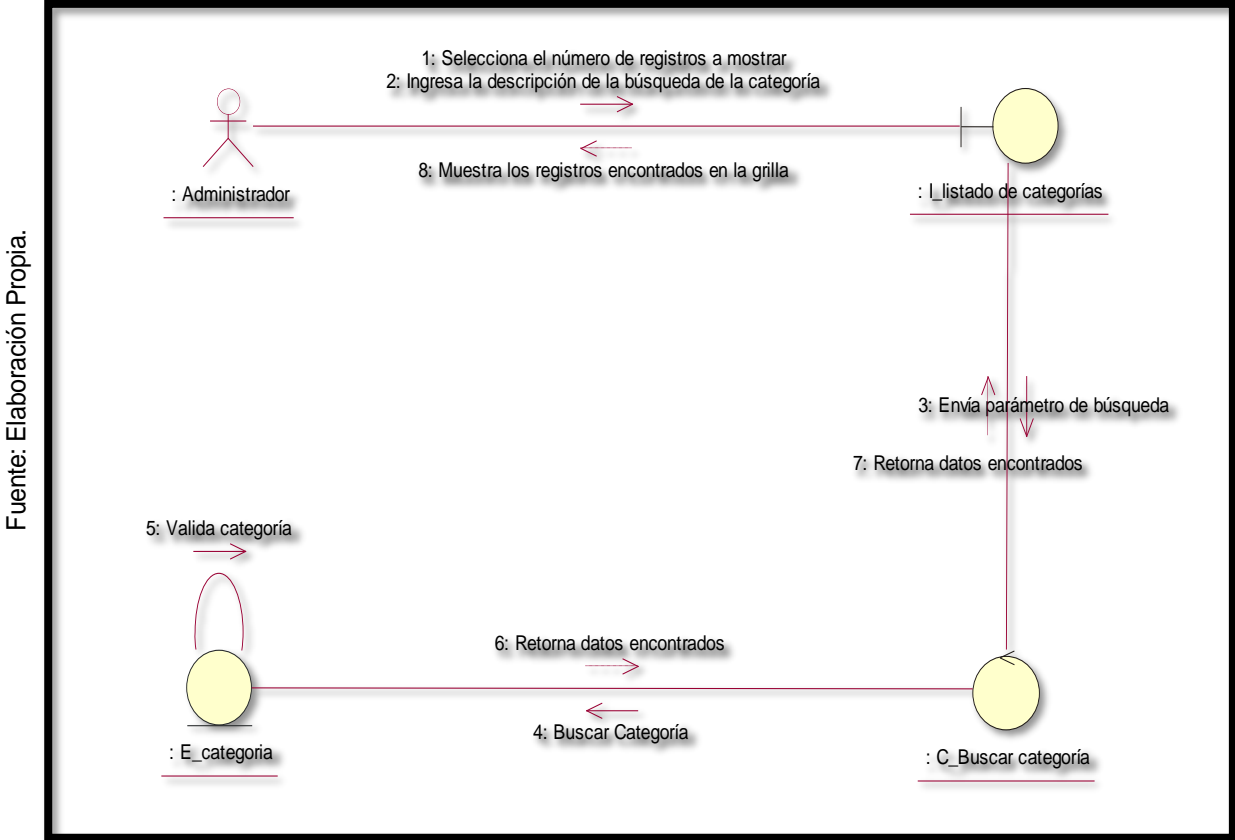 Fuente: Elaboración Propia.
1: Selecciona el número de registros a mostrar
2: Ingresa la descripción de la búsqueda de la categoría
8: Muestra los registros encontrados en la grilla
: Administrador
: I_listado de categorías
3: Envía parámetro de búsqueda
7: Retorna datos encontrados
5: Valida categoría
6: Retorna datos encontrados
4: Buscar Categoría
: E_categoria
: C_Buscar categoría